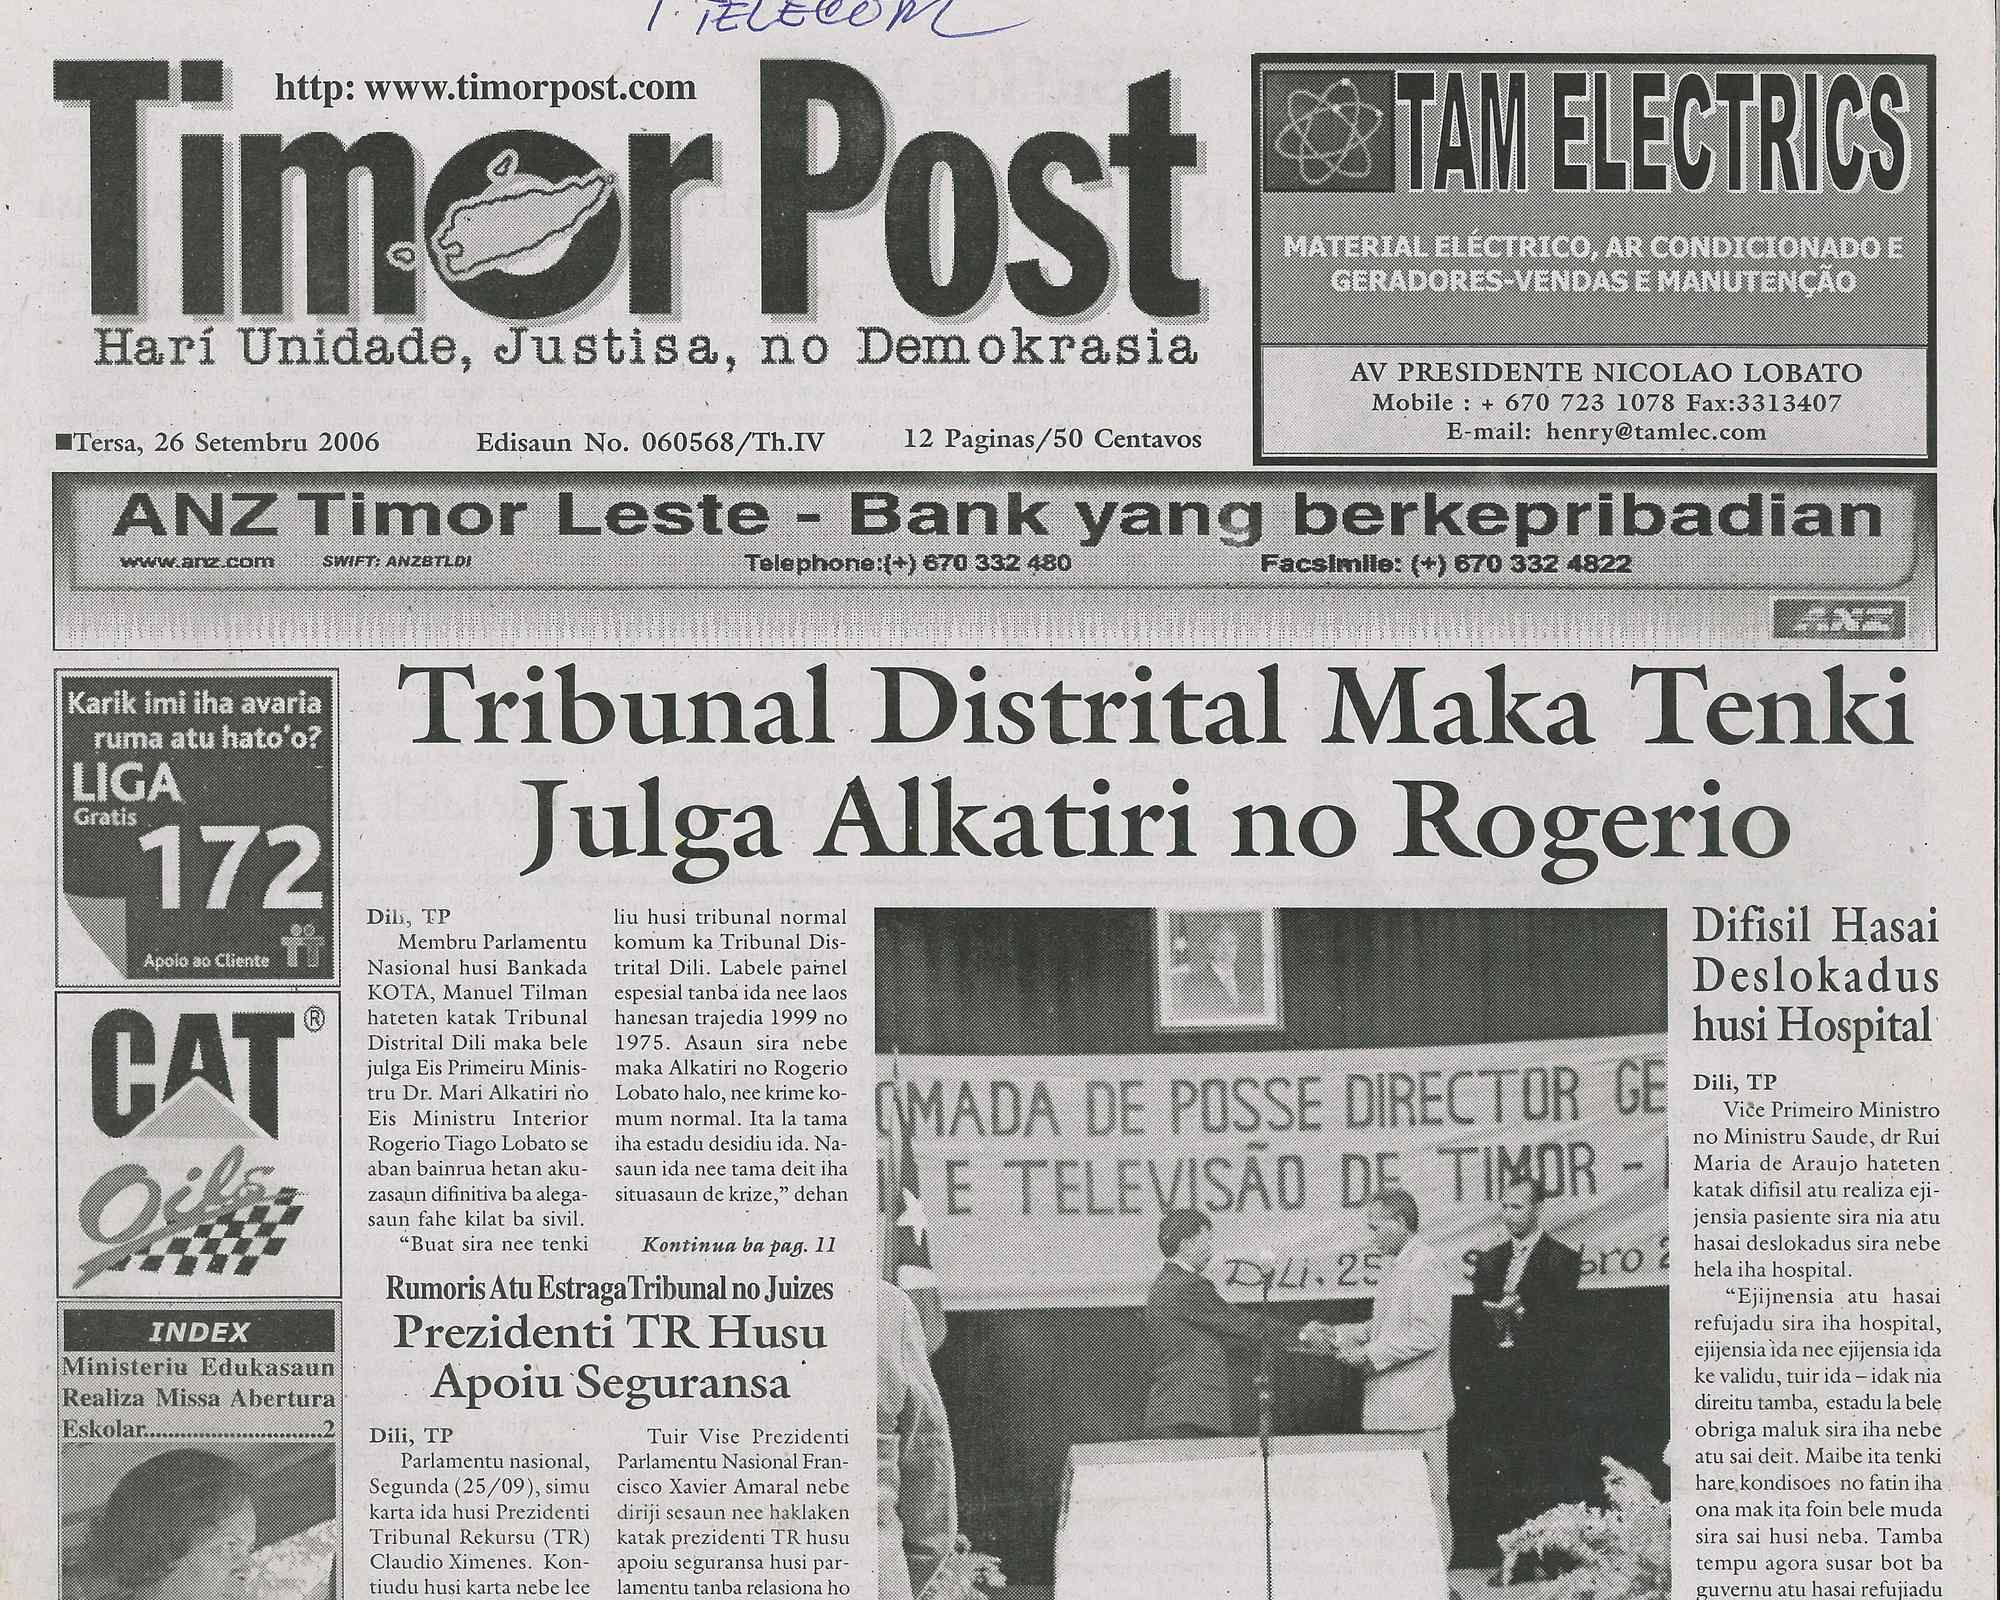 TELECOM
http: www.timorpost.com
Timor Post
Harí Unidade, Justisa, no Demokrasia
Tersa, 26 Setembru 2006
Edisaun No. 060568/Th.IV
12 Paginas/50 Centavos
TAM ELECTRICS
MATERIAL ELÉCTRICO, AR CONDICIONADO E
GERADORES-VENDAS E MANUTENÇÃO
AV PRESIDENTE NICOLAO LOBATO
Mobile : + 670 723 1078 Fax:3313407
E-mail: henry@tamlec.com
ANZ Timor Leste - Bank yang berkepribadian
www.anz.com SWIFT: ANZBTLDI Telephone:(+) 670 332 480 Facsimile: (+) 670 332 4822
ANZ
Karik imi iha avaria
ruma atu hato'o?
LIGA
Gratis
172
Apoio ao Cliente
CAT®
Oils
INDEX
Ministeriu Edukasaun
Realiza Missa Abertura
Eskolar..............................2
Tribunal Distrital Maka Tenki
Julga Alkatiri no Rogerio
Dili, TP
Membru Parlamentu
Nasional husi Bankada
KOTA, Manuel Tilman
hateten katak Tribunal
Distrital Dili maka bele
julga Eis Primeiru Minis-
tru Dr. Mari Alkatiri no
Eis Ministru Interior
Rogerio Tiago Lobato se
aban bainrua hetan aku-
zasaun difinitiva ba alega-
saun fahe kilat ba sivil.
“Buat sira nee tenki
liu husi tribunal normal
komum ka Tribunal Dis-
trital Dili. Labele painel
espesial tanba ida nee laos
hanesan trajedia 1999 no
1975. Asaun sira nebe
maka Alkatiri no Rogerio
Lobato halo, nee krime ko-
mum normal. Ita la tama
iha estadu desidiu ida. Na-
saun ida nee tama deit iha
situasaun de krize,” dehan
Kontinua ba pag. 11
Rumoris Atu Estraga Tribunal no Juizes
Prezidenti TR Husu
Apoiu Seguransa
Dili, TP
Parlamentu nasional,
Segunda (25/09), simu
karta ida husi Prezidenti
Tribunal Rekursu (TR)
Claudio Ximenes. Kon-
tiudu husi karta nebe lee
Tuir Vise Prezidenti
Parlamentu Nasional Fran-
cisco Xavier Amaral nebe
diriji sesaun nee haklaken
katak prezidenti TR husu
apoiu seguransa husi par-
lamentu tanba relasiona ho
OMADA DE POSSE DIRECTOR GE
E TELEVISÃO DE TIMOR -
Dili. 25
Difisil Hasai
Deslokadus
husi Hospital
Dili, TP
Vice Primeiro Ministro
no Ministru Saude, dr Rui
Maria de Araujo hateten
katak difisil atu realiza eji-
jensia pasiente sira nia atu
hasai deslokadus sira nebe
hela iha hospital.
“Ejijnensia atu hasai
refujadu sira iha hospital,
ejijensia ida nee ejijensia ida
ke validu, tuir ida – idak nia
direitu tamba, estadu la bele
obriga maluk sira iha nebe
atu sai deit. Maibe ita tenki
hare kondisoes no fatin iha
ona mak ita foin bele muda
sira sai husi neba. Tamba
tempu agora susar bot ba
guvernu atu hasai refujiadu